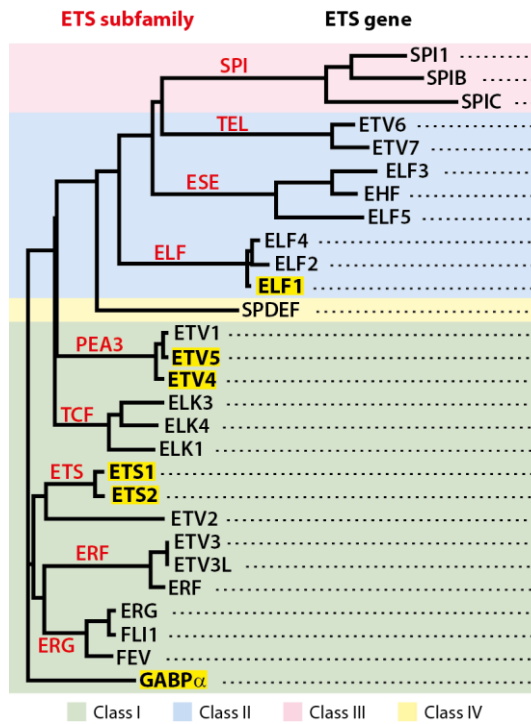 ETS subfamily ETS gene
SPI
SPI1
SPIB
SPIC
TEL
ETV6
ETV7
ESE
ELF3
EHF
ELF5
ELF
ELF4
ELF2
ELF1
SPDEF
PEA3
ETV1
ETV5
ETV4
TCF
ELK3
ELK4
ELK1
ETS
ETS1
ETS2
ETV2
ERF
ETV3
ETV3L
ERF
ERG
ERG
FLI1
FEV
GABPα
Class I Class II Class III Class IV